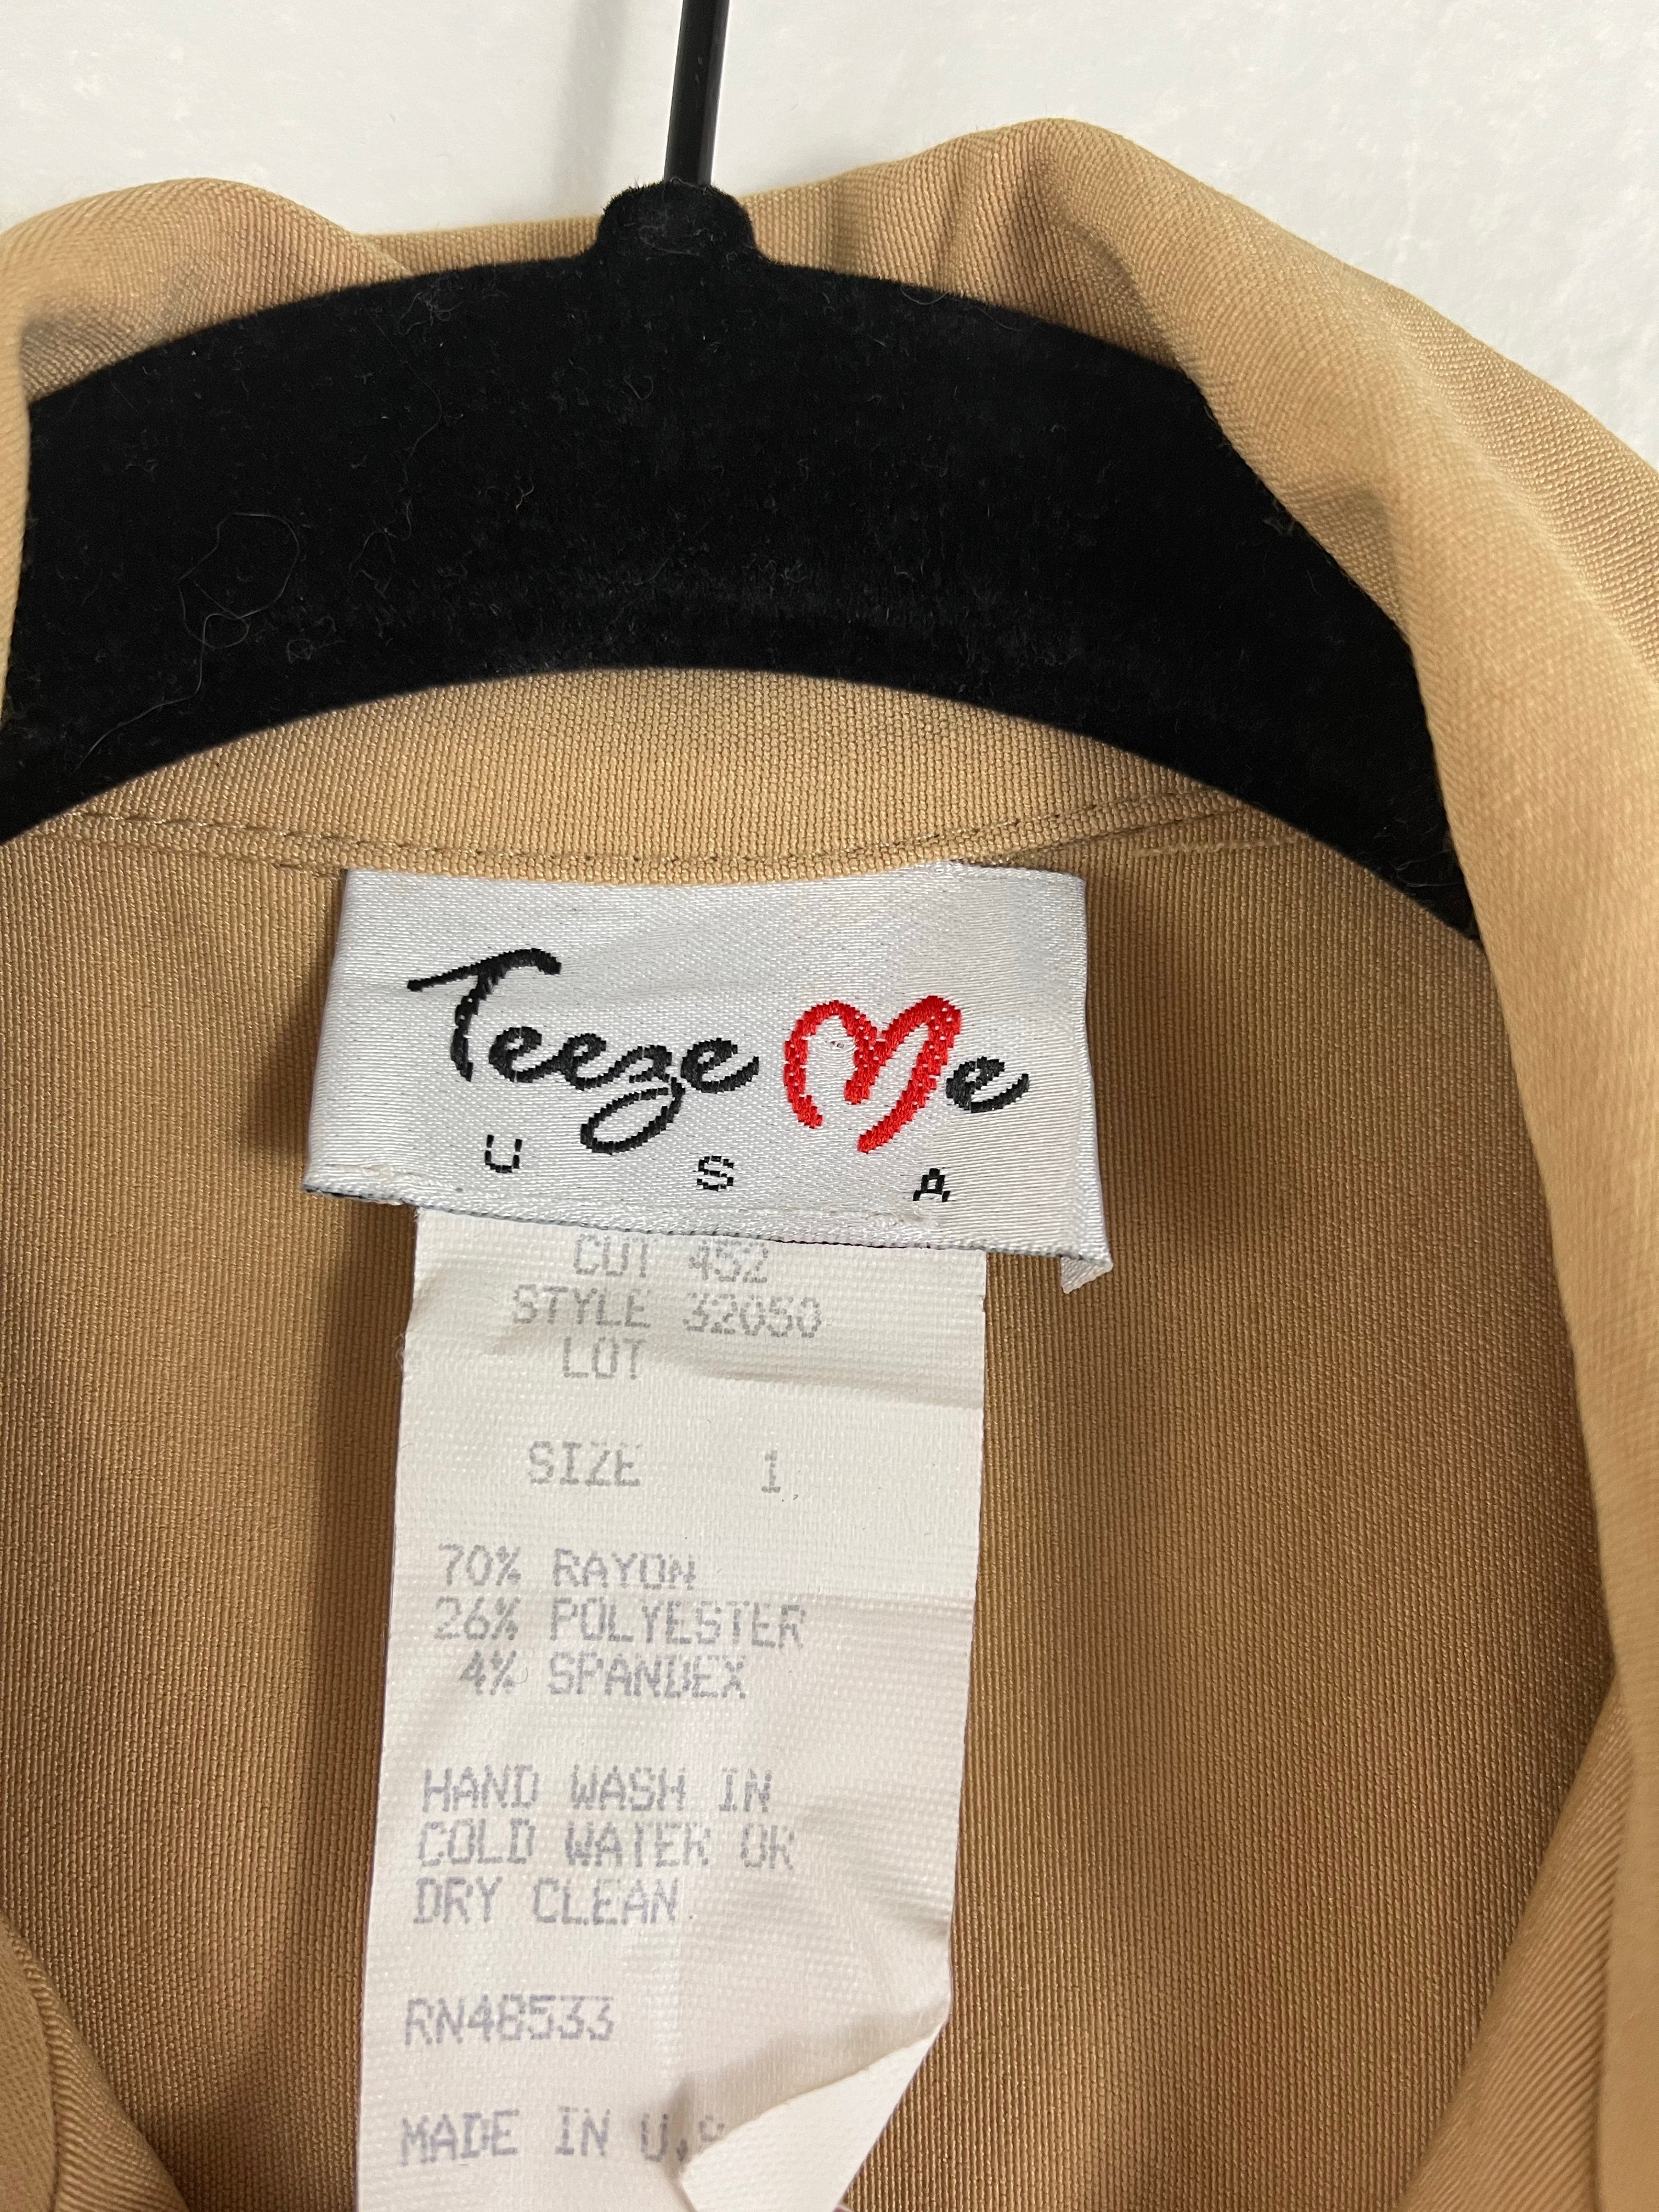 Teeze Me
U S A
CUT 452
STYLE 32050
LOT
SIZE 1
70% RAYON
26% POLYESTER
4% SPANDEX
HAND WASH IN
COLD WATER OR
DRY CLEAN
RN48533
MADE IN U.S